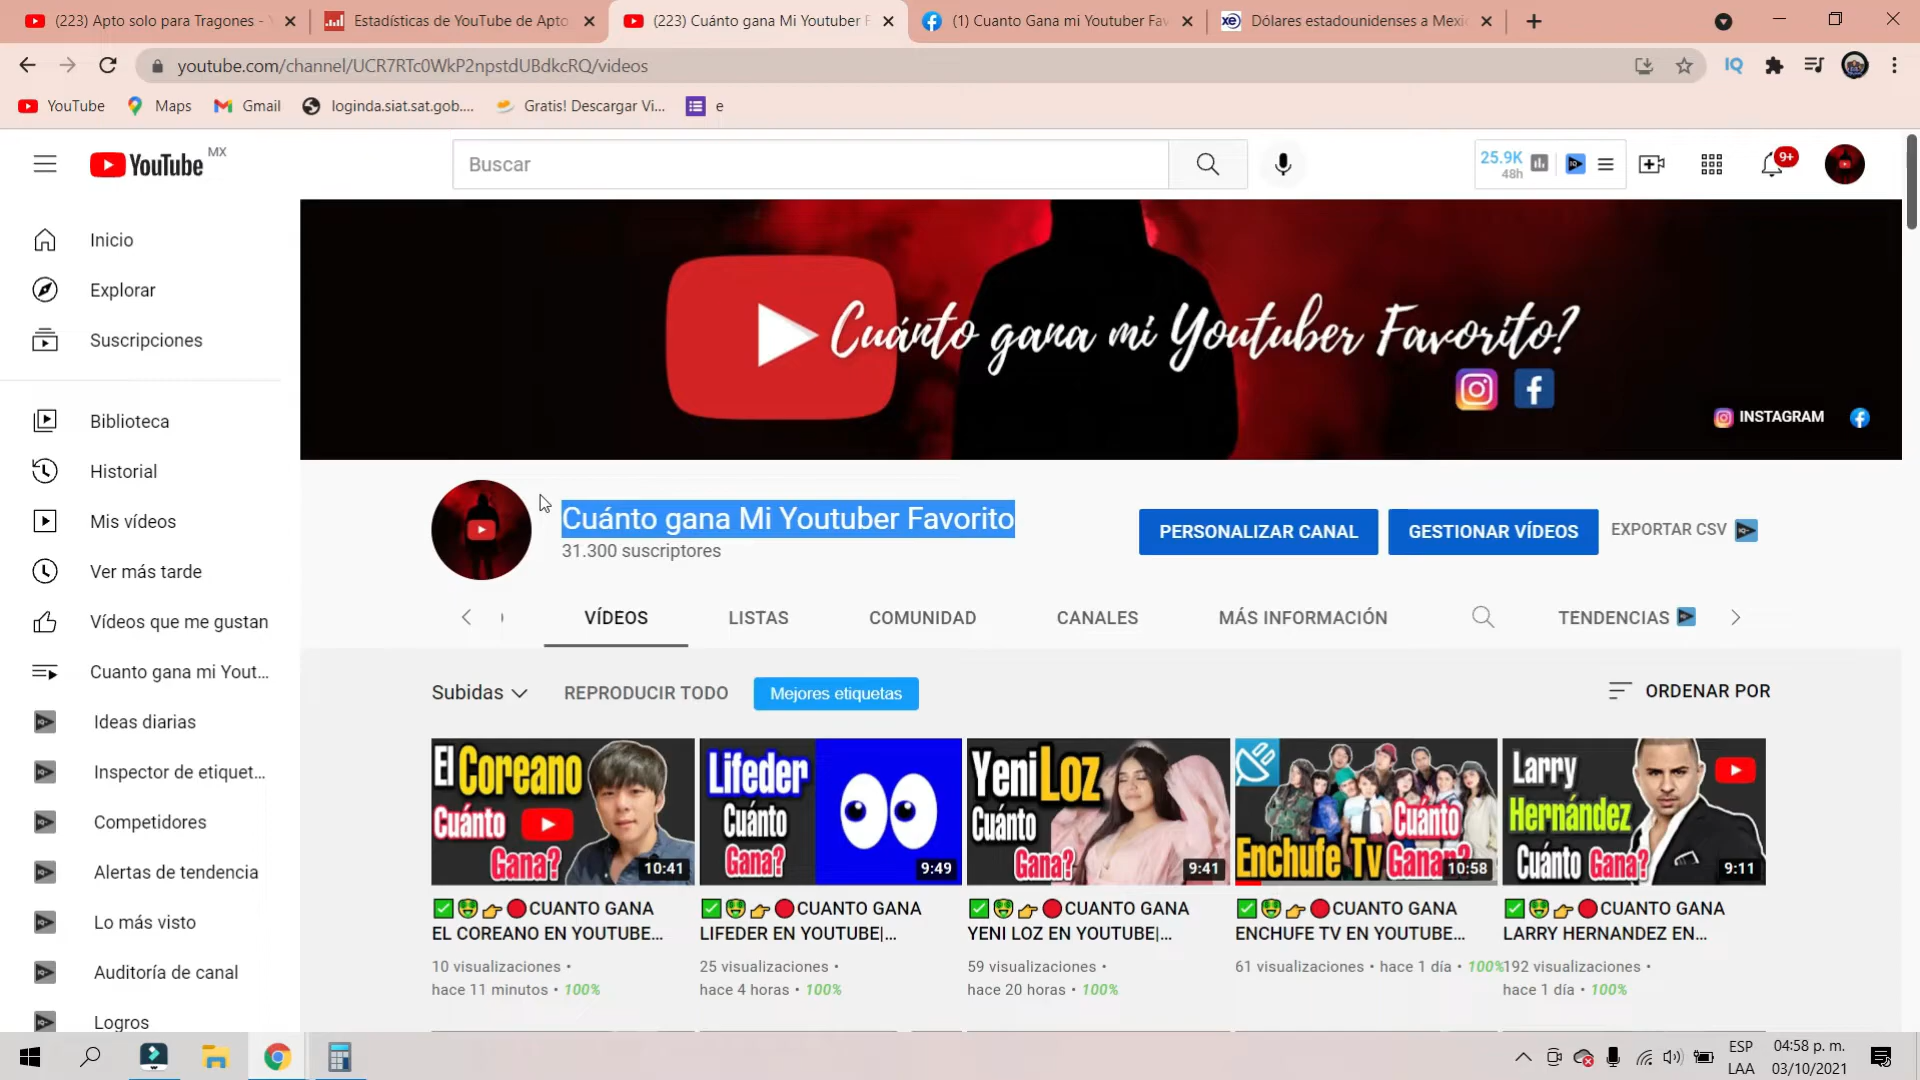 (223) Apto solo para Tragones - Y
Estadísticas de YouTube de Apto
(223) Cuánto gana Mi Youtuber F
(1) Cuanto Gana mi Youtuber Fav
Dólares estadounidenses a Mexic
youtube.com/channel/UCR7RTc0WkP2npstdUBdkcRQ/videos
YouTube
Maps
Gmail
loginda.siat.sat.gob....
Gratis! Descargar Vi...
e
YouTube MX
Buscar
25.9K
48h
9+
Inicio
Explorar
Suscripciones
Biblioteca
Historial
Mis vídeos
Ver más tarde
Vídeos que me gustan
Cuanto gana mi Yout...
Ideas diarias
Inspector de etiquet...
Competidores
Alertas de tendencia
Lo más visto
Auditoría de canal
Logros
Cuánto gana mi Youtuber Favorito?
INSTAGRAM
Cuánto gana Mi Youtuber Favorito
31.300 suscriptores
PERSONALIZAR CANAL
GESTIONAR VÍDEOS
EXPORTAR CSV
VÍDEOS
LISTAS
COMUNIDAD
CANALES
MÁS INFORMACIÓN
TENDENCIAS
Subidas
REPRODUCIR TODO
Mejores etiquetas
ORDENAR POR
El Coreano
Cuánto
Gana?
10:41
Lifeder
Cuánto
Gana?
9:49
YeniLoz
Cuánto
Gana?
9:41
Cuánto
Enchufe Tv Ganan?
10:58
Larry
Hernández
Cuánto Gana?
9:11
✅🤑👉🔴CUANTO GANA
EL COREANO EN YOUTUBE...
10 visualizaciones •
hace 11 minutos • 100%
✅🤑👉🔴CUANTO GANA
LIFEDER EN YOUTUBE|...
25 visualizaciones •
hace 4 horas • 100%
✅🤑👉🔴CUANTO GANA
YENI LOZ EN YOUTUBE|...
59 visualizaciones •
hace 20 horas • 100%
✅🤑👉🔴CUANTO GANA
ENCHUFE TV EN YOUTUBE...
61 visualizaciones • hace 1 día • 100%
✅🤑👉🔴CUANTO GANA
LARRY HERNANDEZ EN...
192 visualizaciones •
hace 1 día • 100%
ESP
LAA
04:58 p. m.
03/10/2021